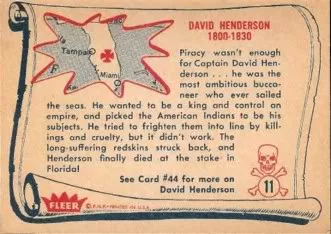 DAVID HENDERSON
1800-1830
Tampa
Miami
Piracy wasn't enough
for Captain David Hen-
derson . . . he was the
most ambitious bucca-
neer who ever sailed
the seas. He wanted to be a king and control an
empire, and picked the American Indians to be his
subjects. He tried to frighten them into line by kill-
ings and cruelty, but it didn't work. The
long-suffering redskins struck back, and
Henderson finally died at the stake in
Florida!
See Card #44 for more on
David Henderson
11
FLEER
© F.H.F. PRINTED IN U.S.A.